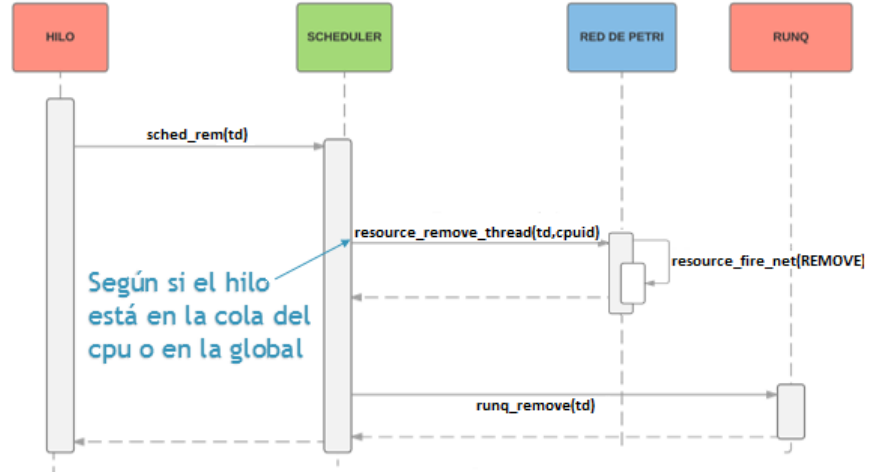 HILO
SCHEDULER
RED DE PETRI
RUNQ
sched_rem(td)
resource_remove_thread(td,cpuid)
resource_fire_net(REMOVE)
Según si el hilo
está en la cola del
cpu o en la global
runq_remove(td)